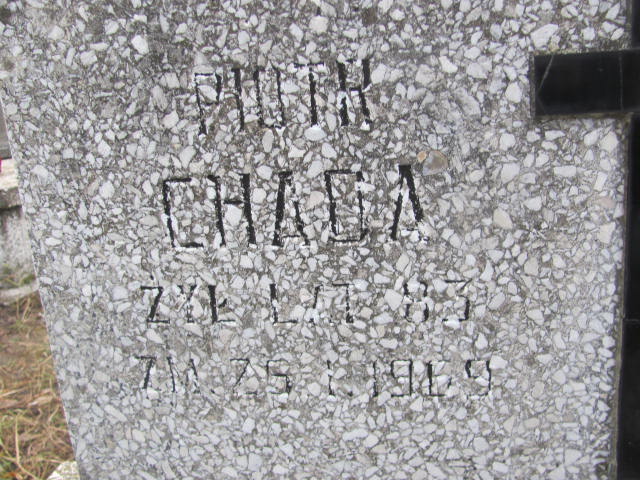 PIOTR
CHADA
ŻYŁ LAT 83
ZM. 25.I.1969